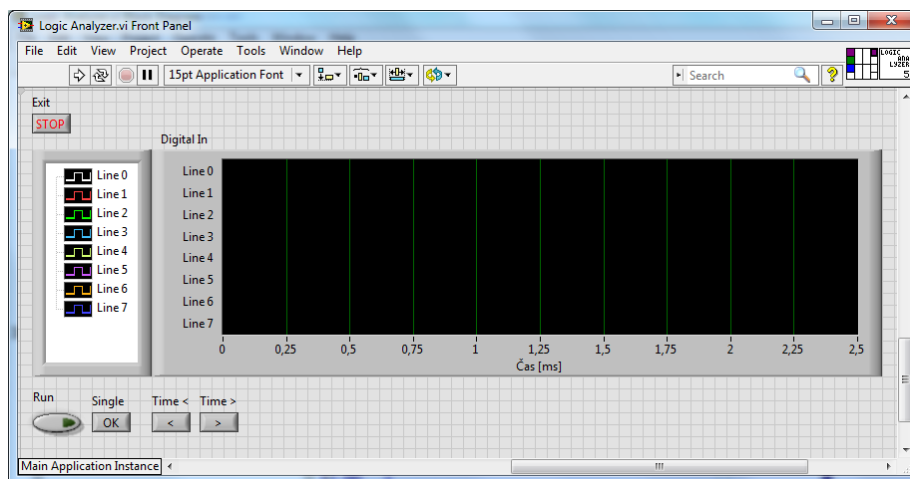 Logic Analyzer.vi Front Panel
File Edit View Project Operate Tools Window Help
15pt Application Font
Search
LOGIC
ANA
LYZER
5
Exit
STOP
Digital In
Line 0
Line 1
Line 2
Line 3
Line 4
Line 5
Line 6
Line 7
Line 0
Line 1
Line 2
Line 3
Line 4
Line 5
Line 6
Line 7
0 0,25 0,5 0,75 1 1,25 1,5 1,75 2 2,25 2,5
Čas [ms]
Run Single Time < Time >
OK < >
Main Application Instance